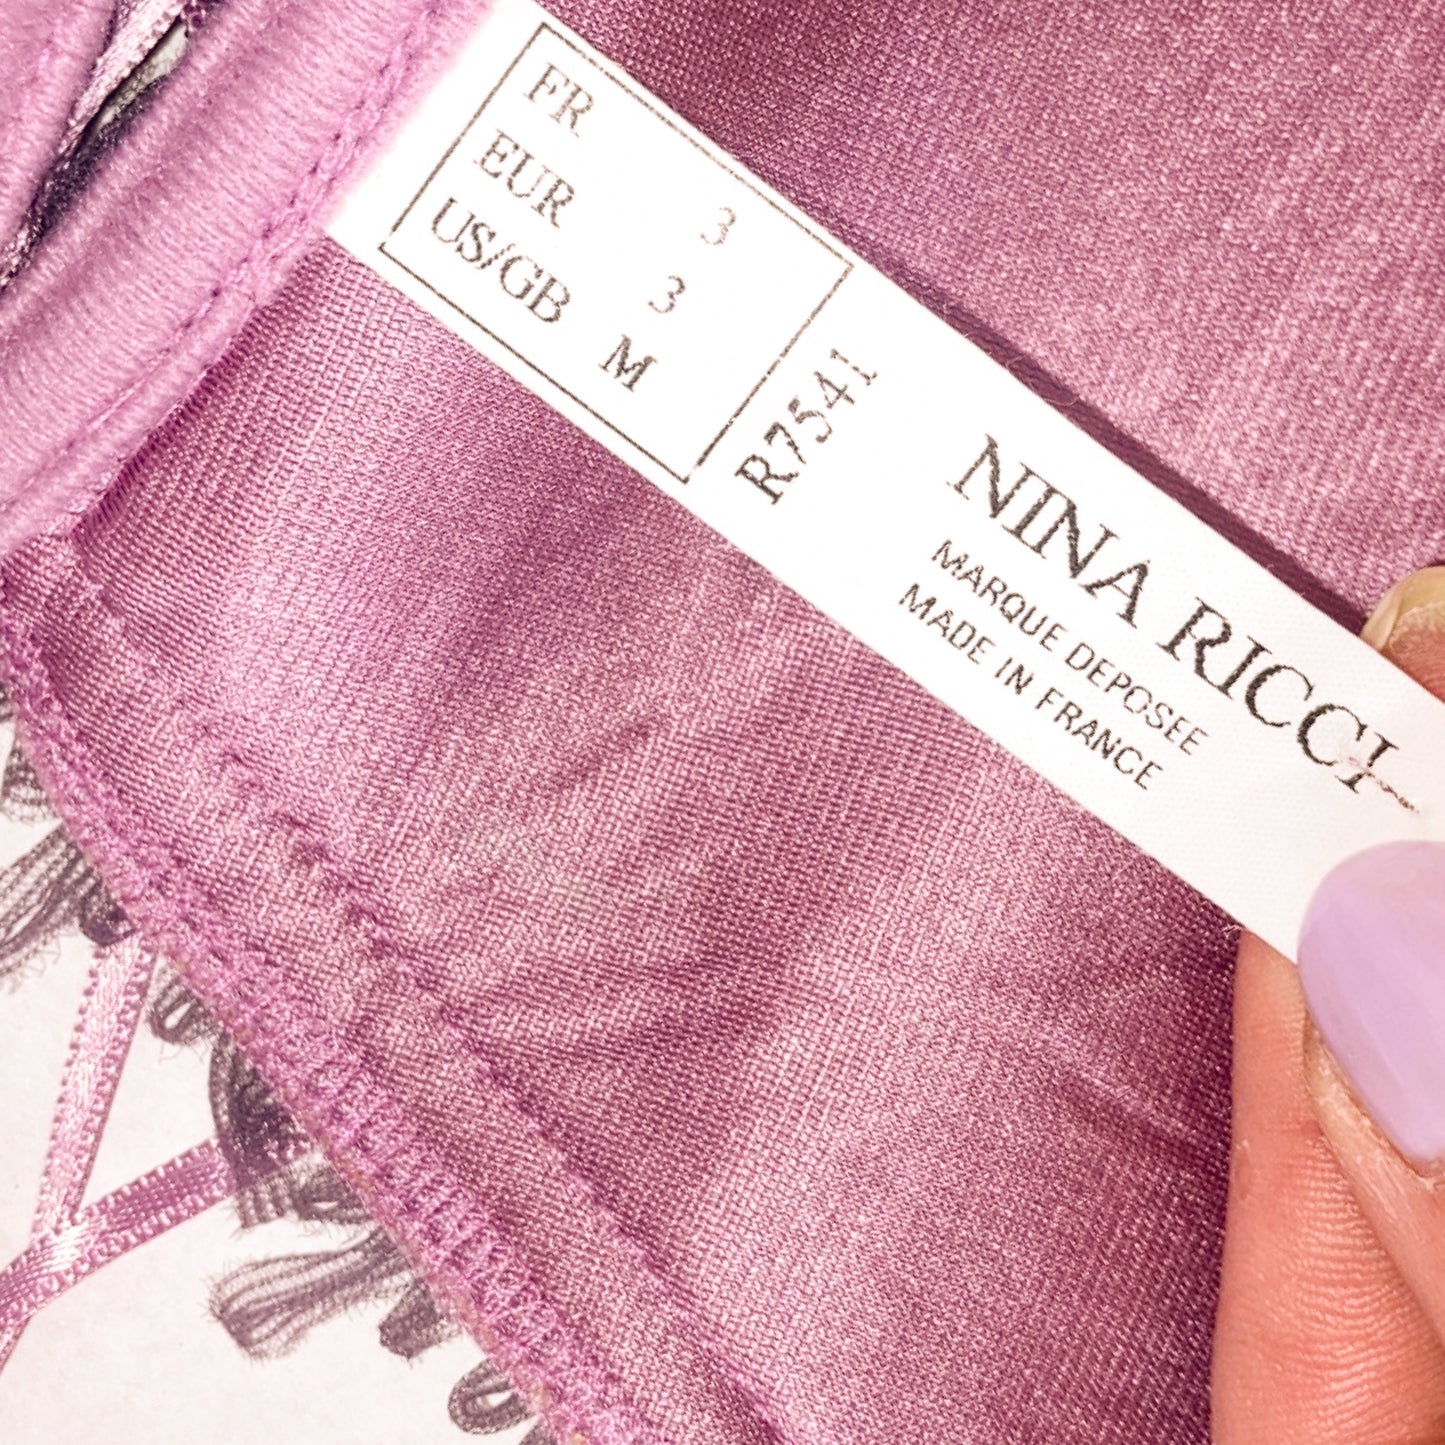 FR 3
EUR 3
US/GB M
R7541
NINA RICCI
MARQUE DEPOSEE
MADE IN FRANCE